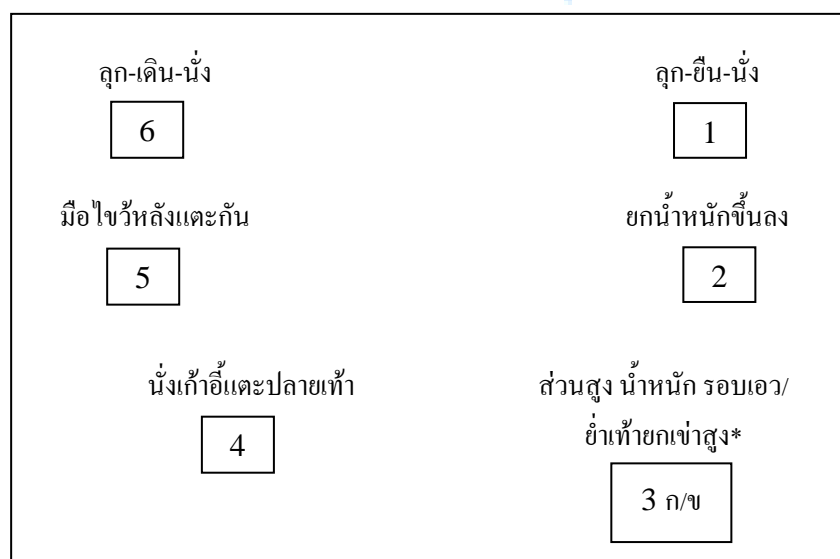 ลุก-เดิน-นั่ง
6
ลุก-ยืน-นั่ง
1
มือไขว้หลังแตะกัน
5
ยกน้ำหนักขึ้นลง
2
นั่งเก้าอี้แตะปลายเท้า
4
ส่วนสูง น้ำหนัก รอบเอว/
ย่ำเท้ายกเข่าสูง*
3 ก/ข